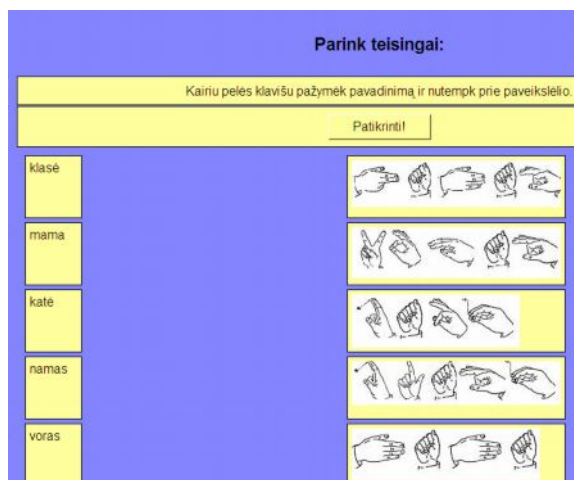 Parink teisingai:
Kairiu pelės klavišu pažymėk pavadinimą ir nutempk prie paveikslėlio.
Patikrinti!
klasė
mama
katė
namas
voras